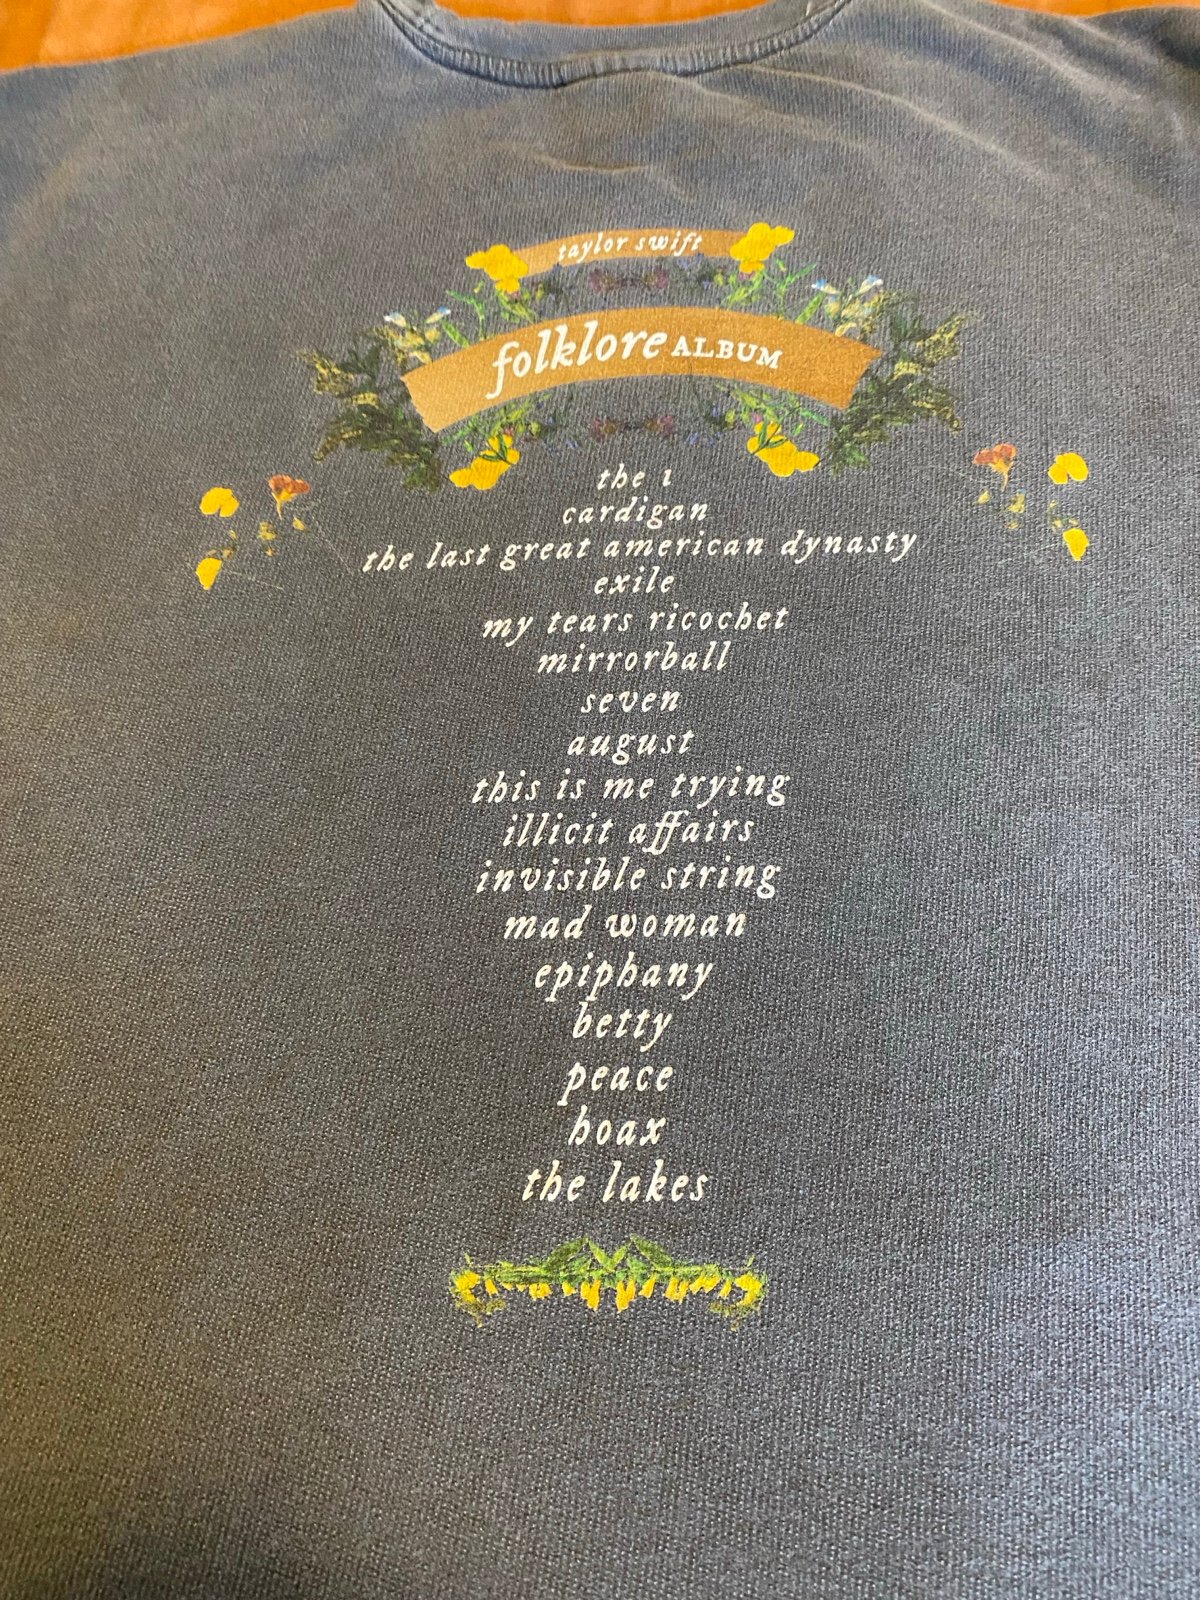 taylor swift
folklore ALBUM
the 1
cardigan
the last great american dynasty
exile
my tears ricochet
mirrorball
seven
august
this is me trying
illicit affairs
invisible string
mad woman
epiphany
betty
peace
hoax
the lakes